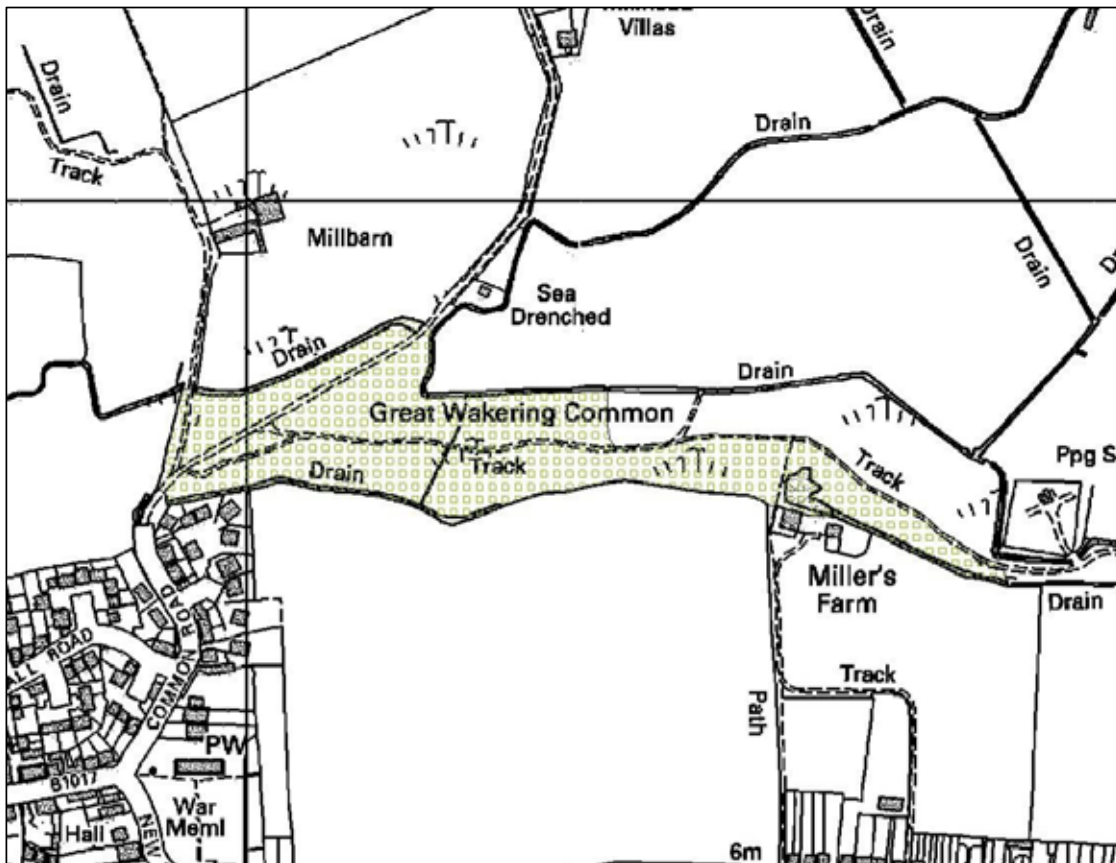 Villas
Drain
Drain
Drain
Track
Millbarn
Drain
Sea
Drenched
Drain
Drain
Great Wakering Common
Track
Drain
Track
Ppg S
Miller's
Farm
Drain
Track
Path
COMMON ROAD
ROAD
PW
B1017
War
Meml
Hall
NEW
6m